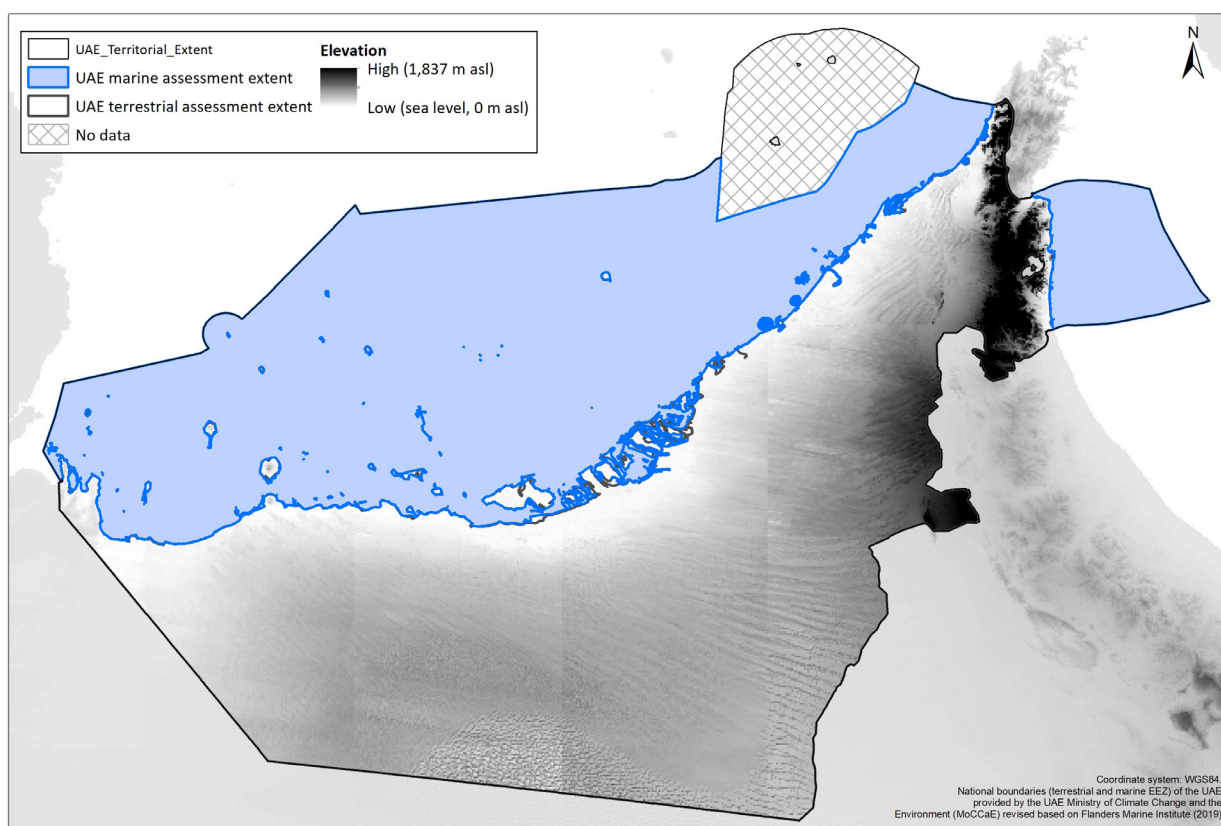 UAE_Territorial_Extent
UAE marine assessment extent
UAE terrestrial assessment extent
No data
Elevation
High (1,837 m asl)
Low (sea level, 0 m asl)
N
Coordinate system: WGS84.
National boundaries (terrestrial and marine EEZ) of the UAE
provided by the UAE Ministry of Climate Change and the
Environment (MoCCaE) revised based on Flanders Marine Institute (2019)